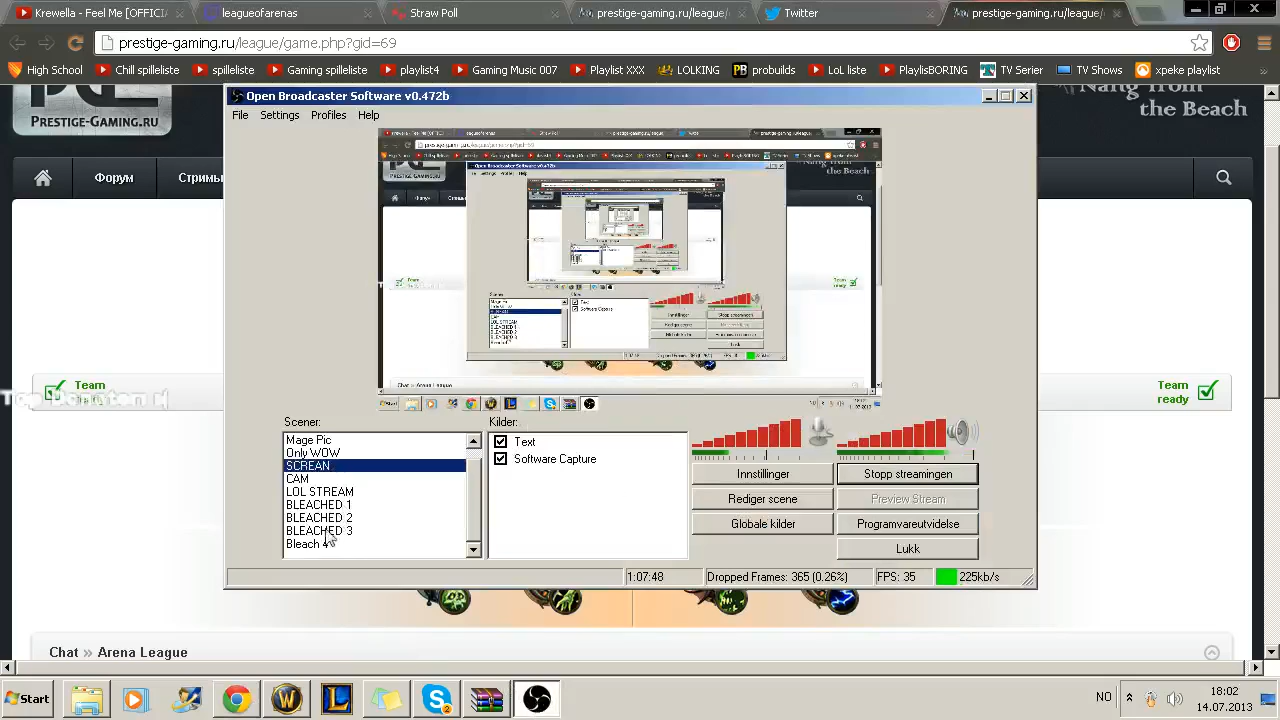 Krewella - Feel Me [OFFICI/
leagueofarenas
Straw Poll
prestige-gaming.ru/league/
Twitter
prestige-gaming.ru/league/
prestige-gaming.ru/league/game.php?gid=69
High School
Chill spilleliste
spilleliste
Gaming spilleliste
playlist4
Gaming Music 007
Playlist XXX
LOLKING
probuilds
LoL liste
PlaylisBORING
TV Serier
TV Shows
xpeke playlist
PRESTIGE-GAMING.RU
the Beach
Форум
Стримы
Open Broadcaster Software v0.472b
File
Settings
Profiles
Help
Team
Team
ready
Scener:
Mage Pic
Only WOW
SCREAN
CAM
LOL STREAM
BLEACHED 1
BLEACHED 2
BLEACHED 3
Bleach 4
Kilder:
Text
Software Capture
Innstillinger
Stopp streamingen
Rediger scene
Preview Stream
Globale kilder
Programvareutvidelse
Lukk
1:07:48
Dropped Frames: 365 (0.26%)
FPS: 35
225kb/s
Chat » Arena League
Start
NO
14.07.2013